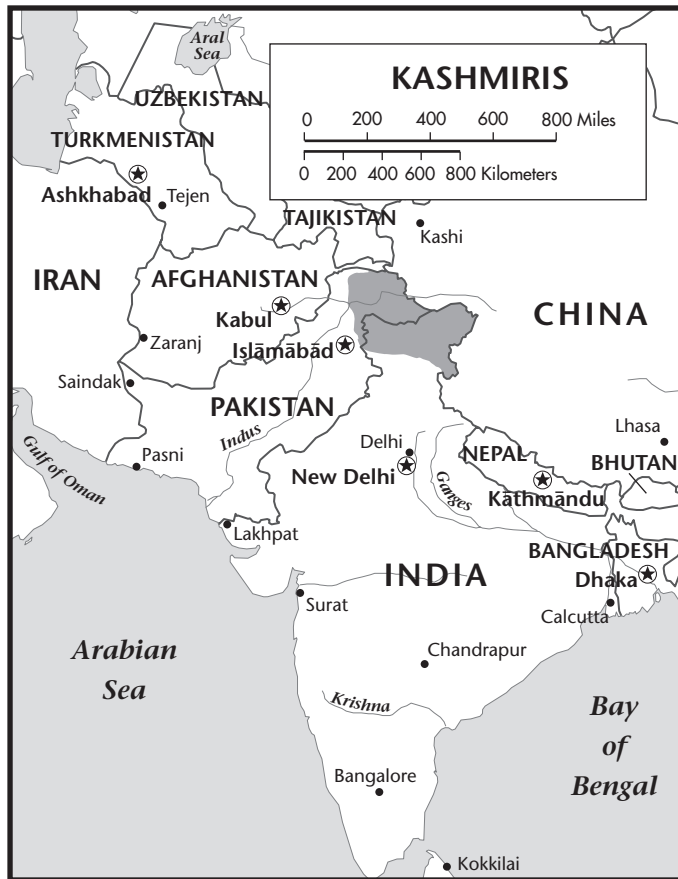 Aral
Sea
KASHMIRIS
0 200 400 600 800 Miles
0 200 400 600 800 Kilometers
UZBEKISTAN
TURKMENISTAN
Ashkhabad
Tejen
TAJIKISTAN
Kashi
IRAN
AFGHANISTAN
Kabul
CHINA
Zaranj
Islāmābād
Saindak
PAKISTAN
Indus
Gulf of Oman
Pasni
Delhi
New Delhi
Ganges
NEPAL
Kāthmāndu
Lhasa
BHUTAN
Lakhpat
BANGLADESH
Dhaka
INDIA
Surat
Calcutta
Arabian
Sea
Chandrapur
Krishna
Bay
of
Bengal
Bangalore
Kokkilai